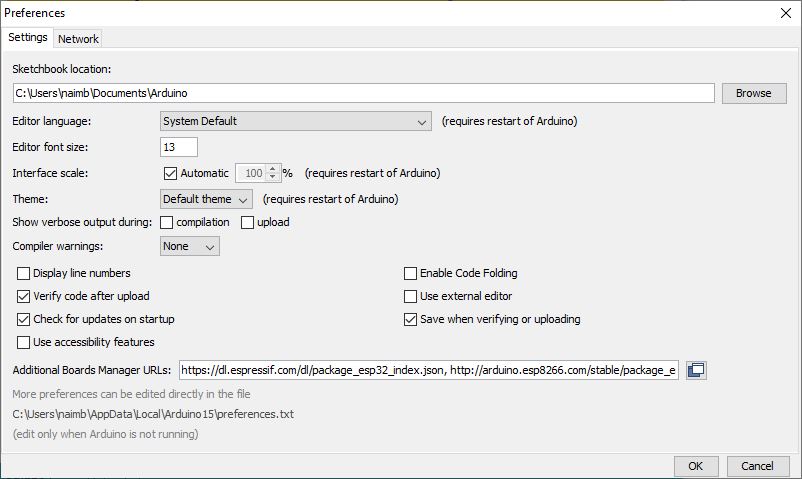 Preferences
Settings Network
Sketchbook location:
C:\Users\naimb\Documents\Arduino Browse
Editor language: System Default (requires restart of Arduino)
Editor font size: 13
Interface scale: Automatic 100 % (requires restart of Arduino)
Theme: Default theme (requires restart of Arduino)
Show verbose output during: compilation upload
Compiler warnings: None
Display line numbers Enable Code Folding
Verify code after upload Use external editor
Check for updates on startup Save when verifying or uploading
Use accessibility features
Additional Boards Manager URLs: https://dl.espressif.com/dl/package_esp32_index.json, http://arduino.esp8266.com/stable/package_e
More preferences can be edited directly in the file
C:\Users\naimb\AppData\Local\Arduino15\preferences.txt
(edit only when Arduino is not running)
OK Cancel